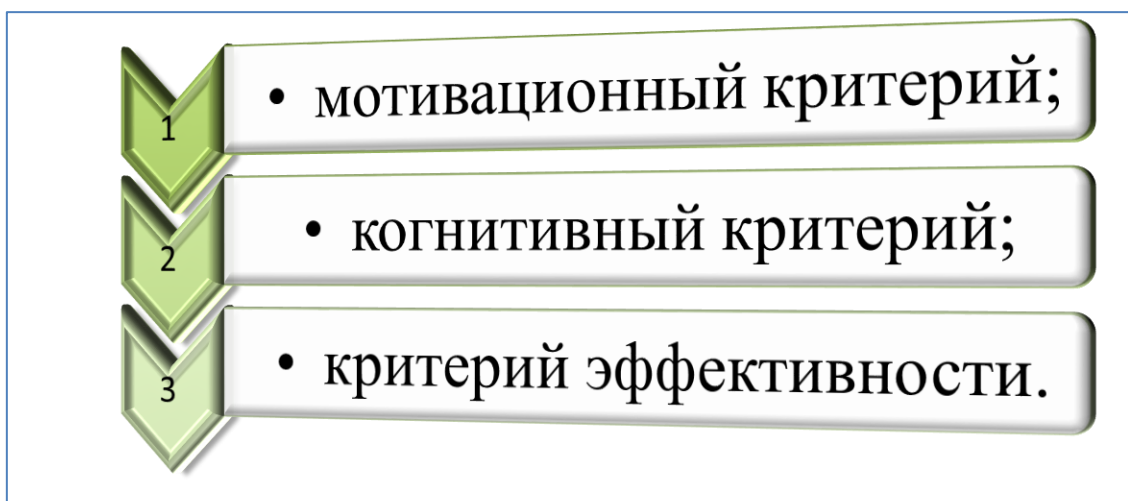 1
• мотивационный критерий;
2
• когнитивный критерий;
3
• критерий эффективности.